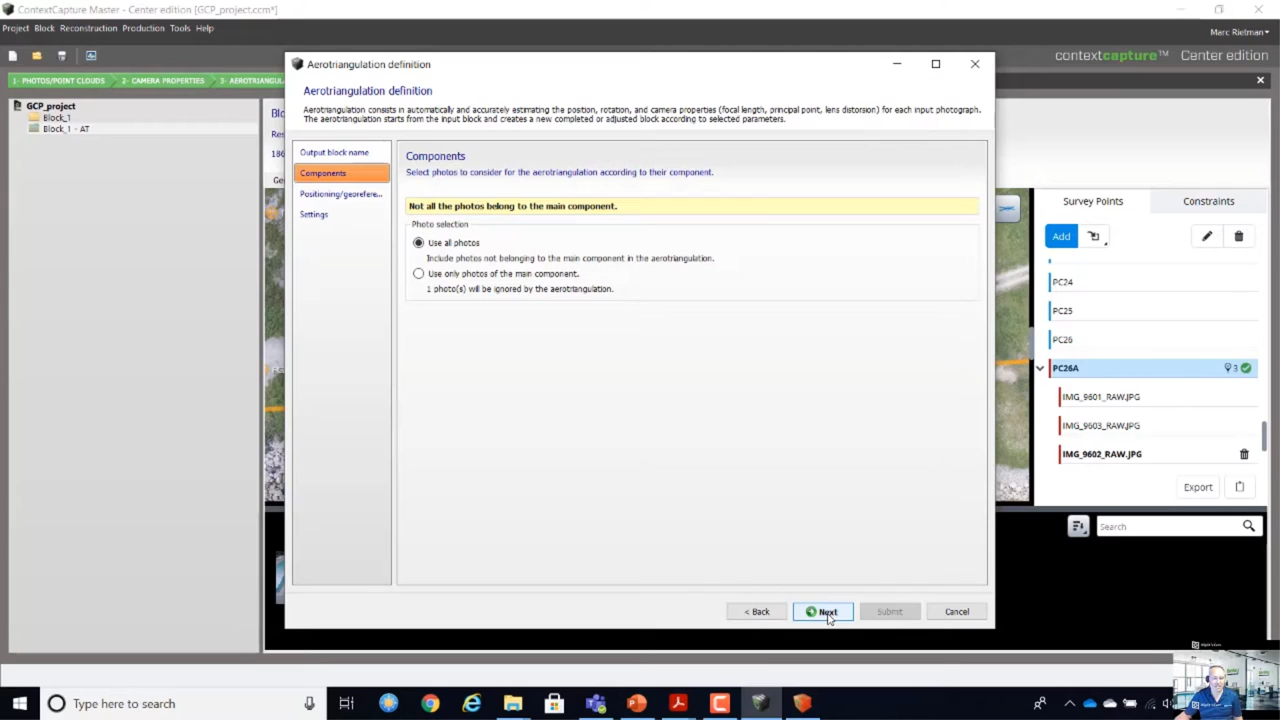 ContextCapture Master - Center edition [GCP_project.ccm*]
Project Block Reconstruction Production Tools Help
Marc Rietman
contextcapture™ Center edition
1- PHOTOS/POINT CLOUDS 2- CAMERA PROPERTIES 3- AEROTRIANGUL
GCP_project
Block_1
Block_1 - AT
Aerotriangulation definition
Aerotriangulation definition
Aerotriangulation consists in automatically and accurately estimating the position, rotation, and camera properties (focal length, principal point, lens distorsion) for each input photograph.
The aerotriangulation starts from the input block and creates a new completed or adjusted block according to selected parameters.
Output block name
Components
Positioning/georefere...
Settings
Components
Select photos to consider for the aerotriangulation according to their component.
Not all the photos belong to the main component.
Photo selection
Use all photos
Include photos not belonging to the main component in the aerotriangulation.
Use only photos of the main component.
1 photo(s) will be ignored by the aerotriangulation.
< Back Next Submit Cancel
Survey Points Constraints
Add
PC24
PC25
PC26
PC26A 3
IMG_9601_RAW.JPG
IMG_9603_RAW.JPG
IMG_9602_RAW.JPG
Export
Search
Type here to search